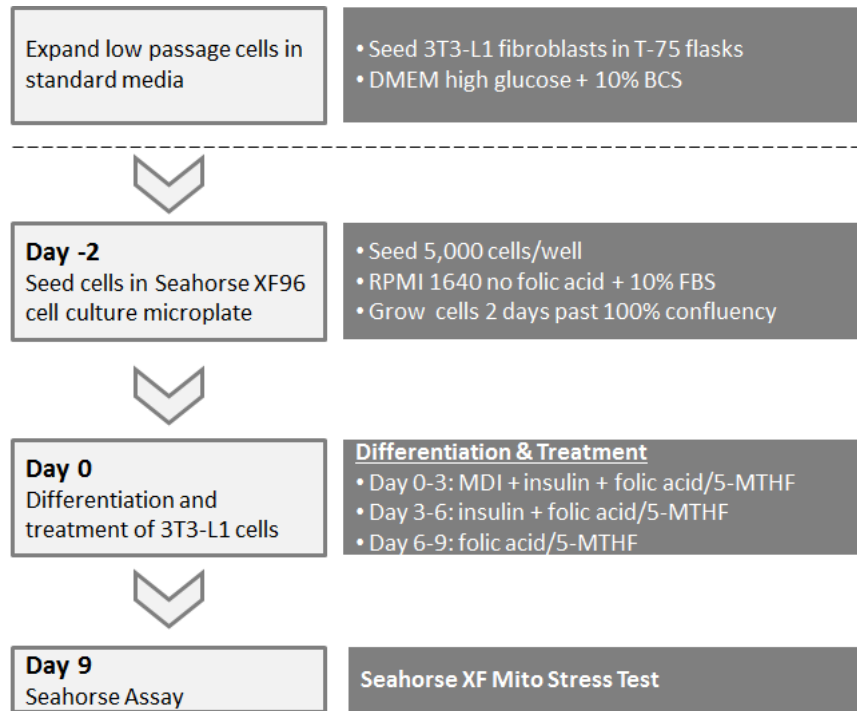 Expand low passage cells in
standard media
• Seed 3T3-L1 fibroblasts in T-75 flasks
• DMEM high glucose + 10% BCS
Day -2
Seed cells in Seahorse XF96
cell culture microplate
• Seed 5,000 cells/well
• RPMI 1640 no folic acid + 10% FBS
• Grow cells 2 days past 100% confluency
Day 0
Differentiation and
treatment of 3T3-L1 cells
Differentiation & Treatment
• Day 0-3: MDI + insulin + folic acid/5-MTHF
• Day 3-6: insulin + folic acid/5-MTHF
• Day 6-9: folic acid/5-MTHF
Day 9
Seahorse Assay
Seahorse XF Mito Stress Test